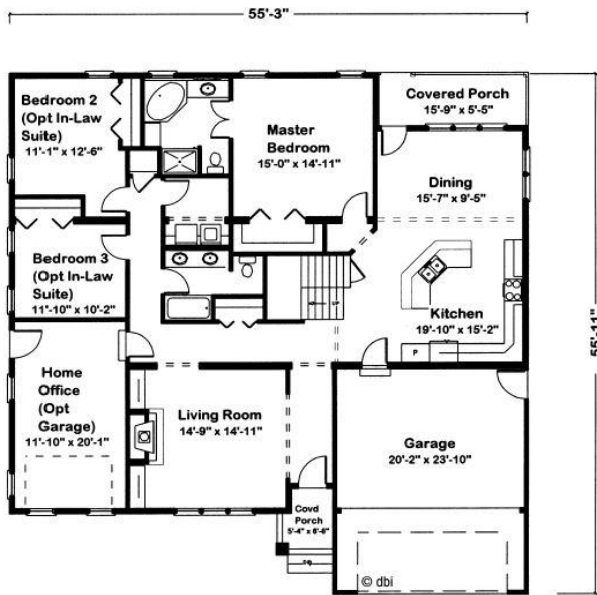 55'-3"
Bedroom 2
(Opt In-Law
Suite)
11'-1" x 12'-6"
Master
Bedroom
15'-0" x 14'-11"
Covered Porch
15'-9" x 5'-5"
Dining
15'-7" x 9'-5"
Bedroom 3
(Opt In-Law
Suite)
11'-10" x 10'-2"
Kitchen
19'-10" x 15'-2"
P
55'-11"
Home
Office
(Opt
Garage)
11'-10" x 20'-1"
Living Room
14'-9" x 14'-11"
Garage
20'-2" x 23'-10"
Covd
Porch
5'-4" x 6'-8"
© dbi